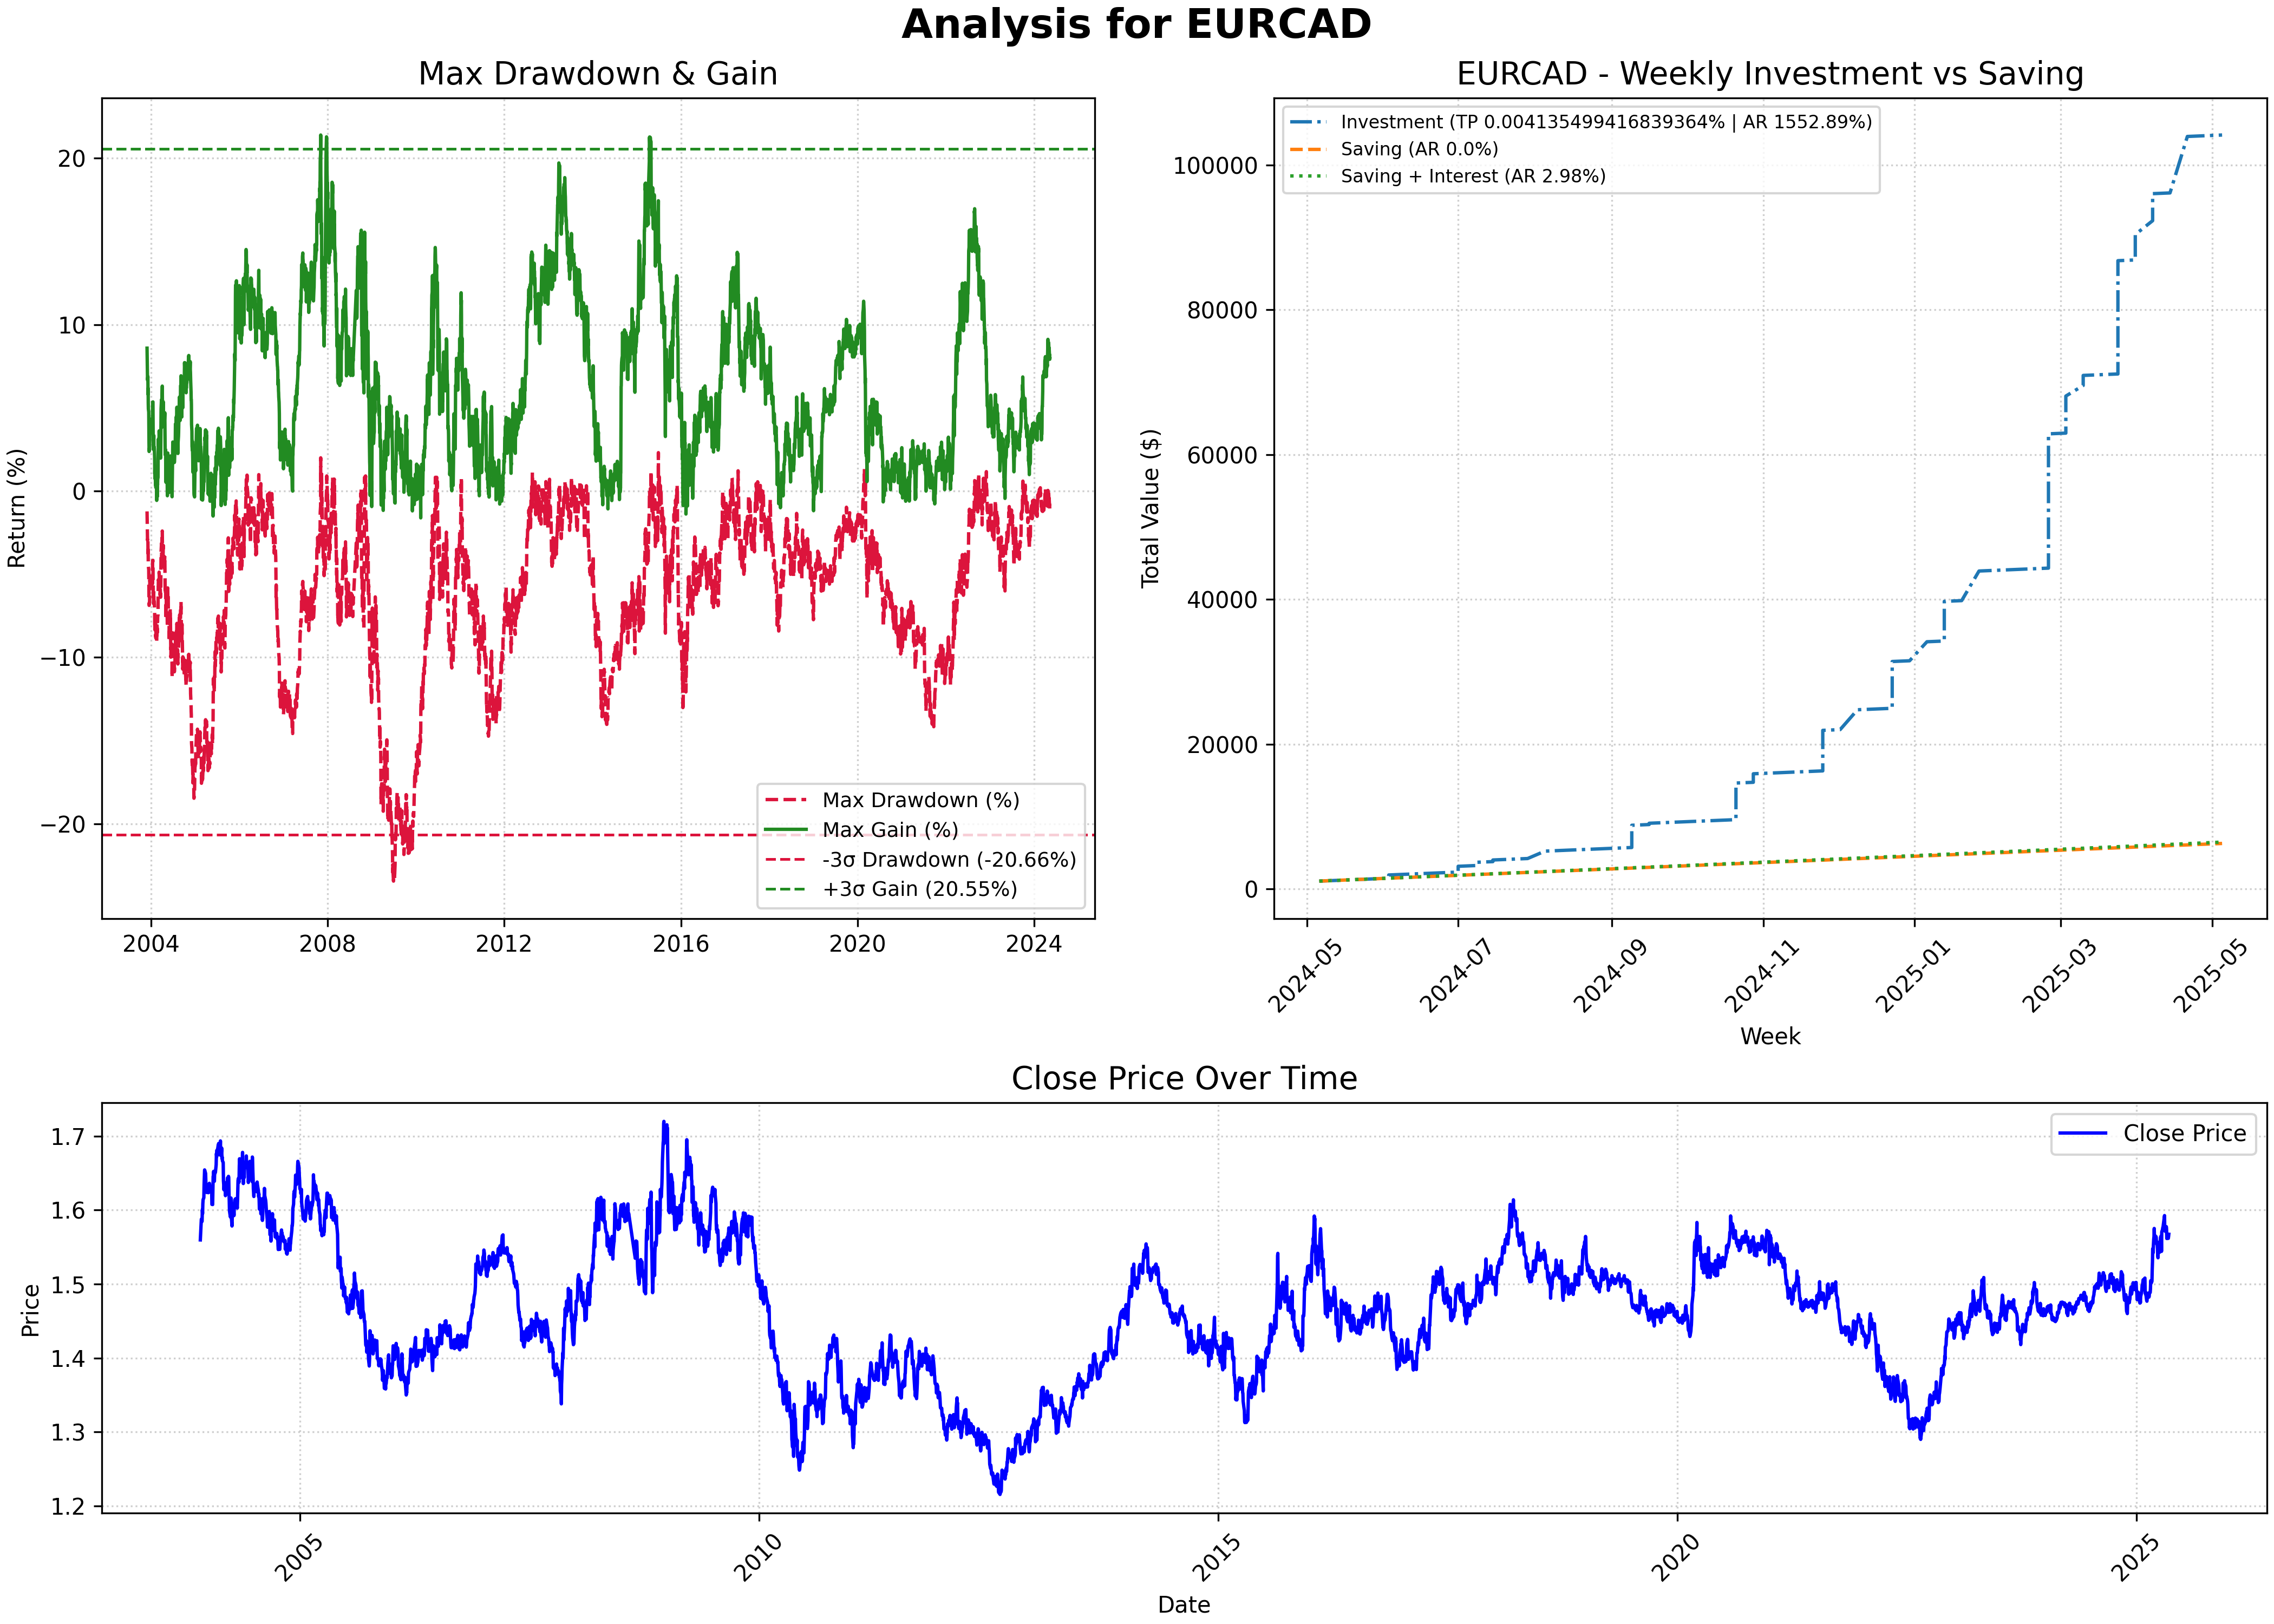 Analysis for EURCAD
Max Drawdown & Gain
Return (%)
20
10
0
−10
−20
2004
2008
2012
2016
2020
2024
Max Drawdown (%)
Max Gain (%)
-3σ Drawdown (-20.66%)
+3σ Gain (20.55%)
EURCAD - Weekly Investment vs Saving
Total Value ($)
100000
80000
60000
40000
20000
0
Investment (TP 0.004135499416839364% | AR 1552.89%)
Saving (AR 0.0%)
Saving + Interest (AR 2.98%)
2024-05
2024-07
2024-09
2024-11
2025-01
2025-03
2025-05
Week
Close Price Over Time
Price
1.7
1.6
1.5
1.4
1.3
1.2
Close Price
2005
2010
2015
2020
2025
Date